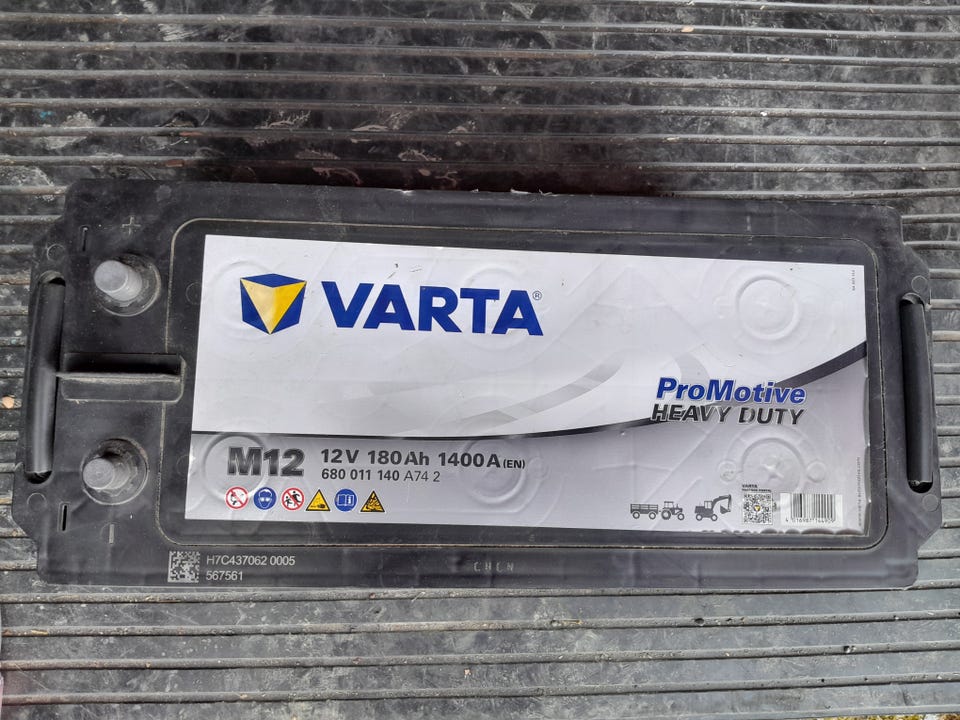 VARTA®
ProMotive
HEAVY DUTY
M12 12V 180Ah 1400A (EN)
680 011 140 A74 2
VARTA
H7C437062 0005
567561